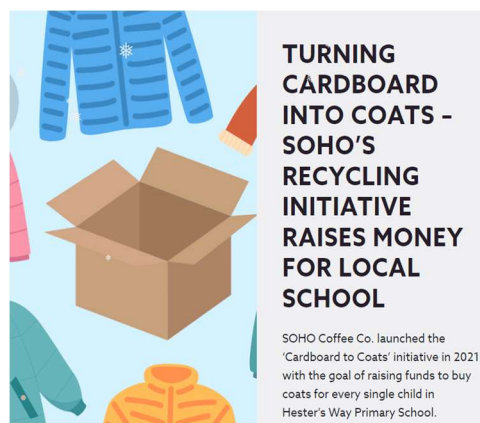 TURNING
CARDBOARD
INTO COATS –
SOHO'S
RECYCLING
INITIATIVE
RAISES MONEY
FOR LOCAL
SCHOOL
SOHO Coffee Co. launched the
'Cardboard to Coats' initiative in 2021
with the goal of raising funds to buy
coats for every single child in
Hester's Way Primary School.